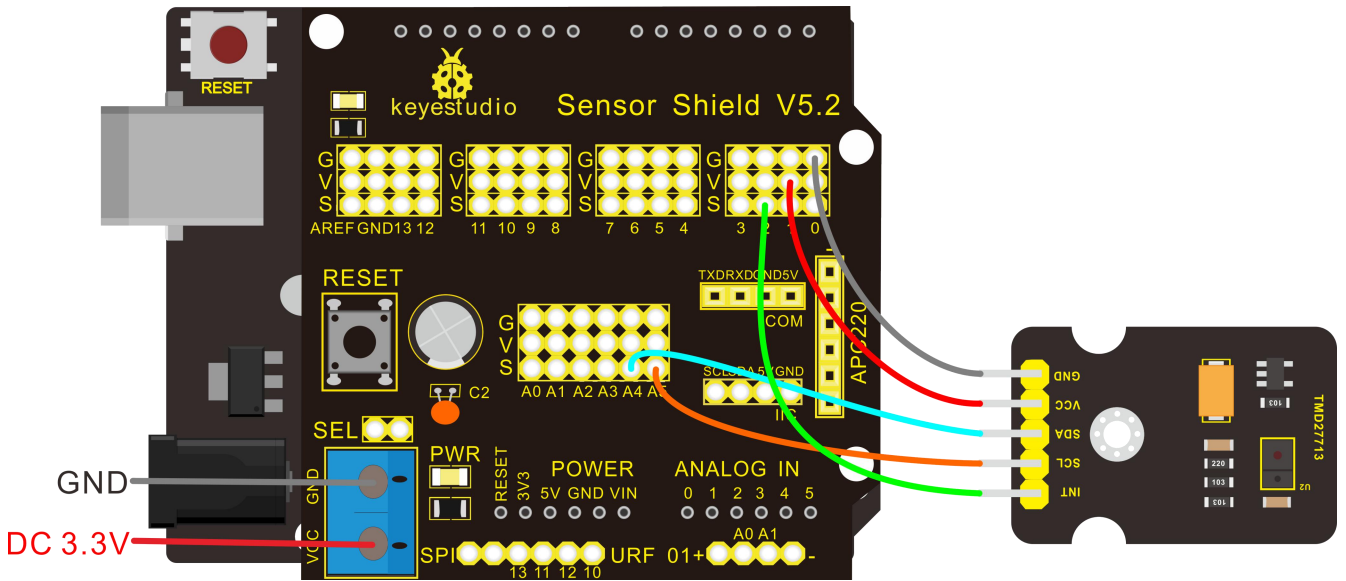 RESET
keyestudio
Sensor Shield V5.2
G G G G
V V V V
S S S S
AREF GND 13 12 11 10 9 8 7 6 5 4 3 2 1 0
RESET
TXD RXD GND 5V
COM
-
APC220
G
V
S
A0 A1 A2 A3 A4
C2
SCL SDA 5V GND
IIC
SEL
PWR
GND
GND
DC 3.3V
VCC
RESET
3V3
POWER
5V GND VIN
ANALOG IN
0 1 2 3 4 5
A0 A1
SPI
13 11 12 10
URF 01+ -
GND
VCC
SDA
SCL
INT
103
220
103
103
U2
TMD27713